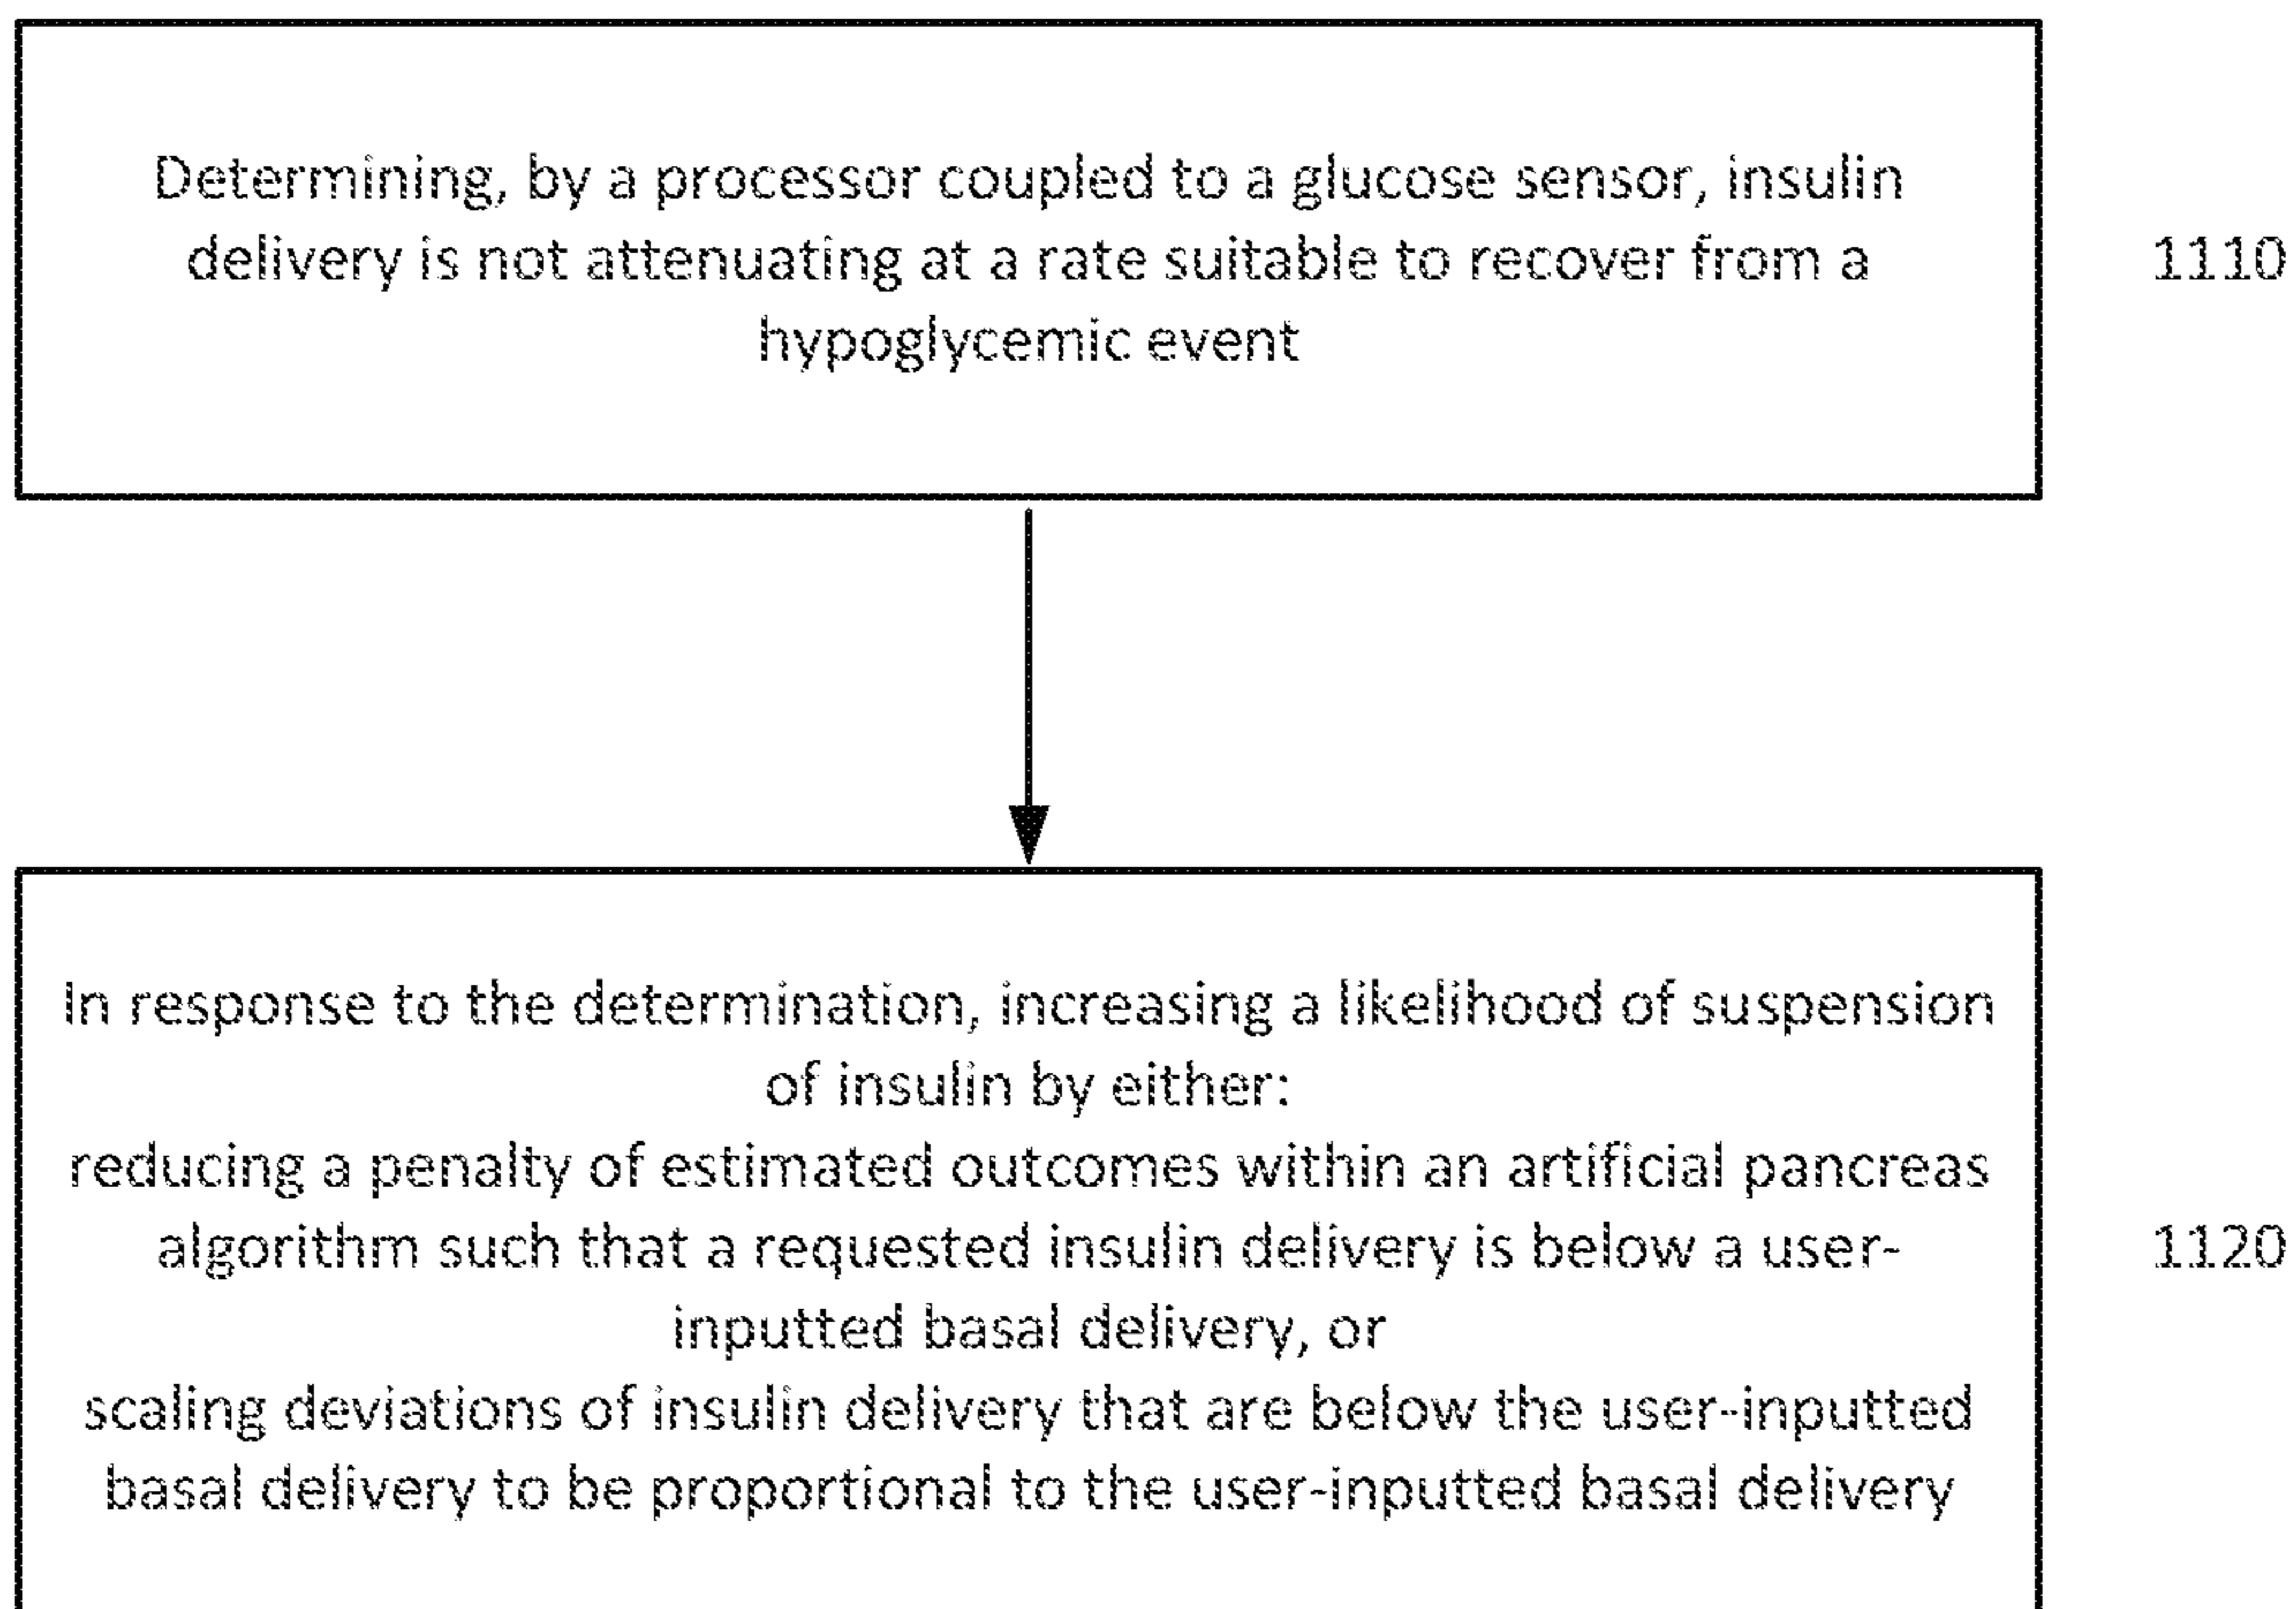 Determining, by a processor coupled to a glucose sensor, insulin
delivery is not attenuating at a rate suitable to recover from a
hypoglycemic event
1110
In response to the determination, increasing a likelihood of suspension
of insulin by either:
reducing a penalty of estimated outcomes within an artificial pancreas
algorithm such that a requested insulin delivery is below a user-
inputted basal delivery, or
scaling deviations of insulin delivery that are below the user-inputted
basal delivery to be proportional to the user-inputted basal delivery
1120